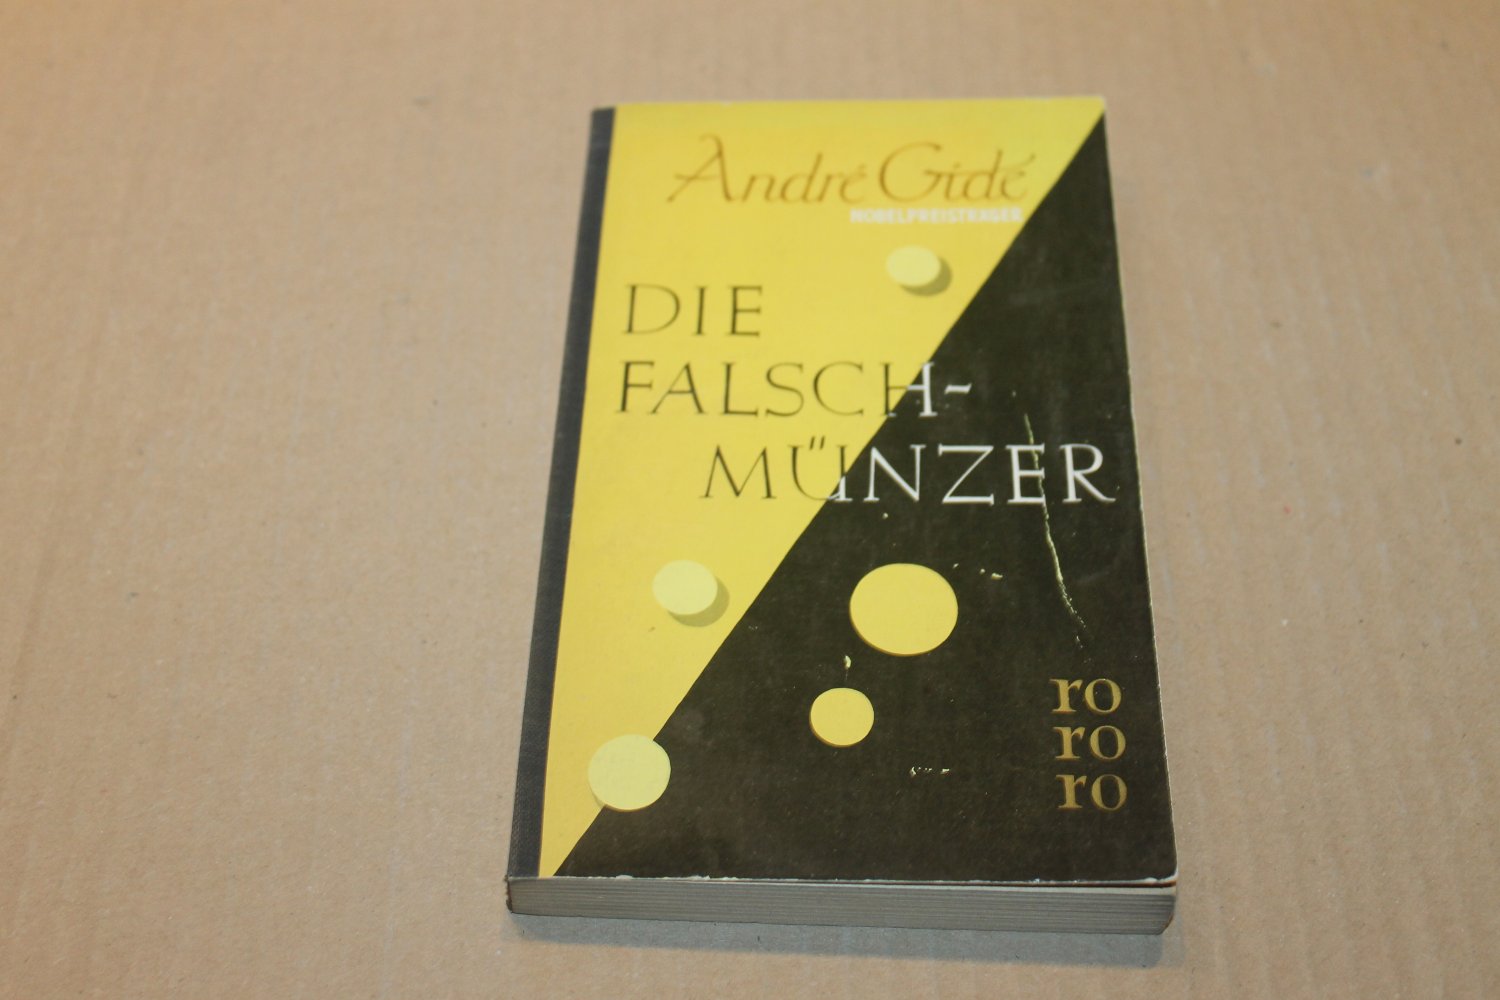 André Gide
NOBELPREISTRÄGER
DIE
FALSCH-
MÜNZER
ro
ro
ro